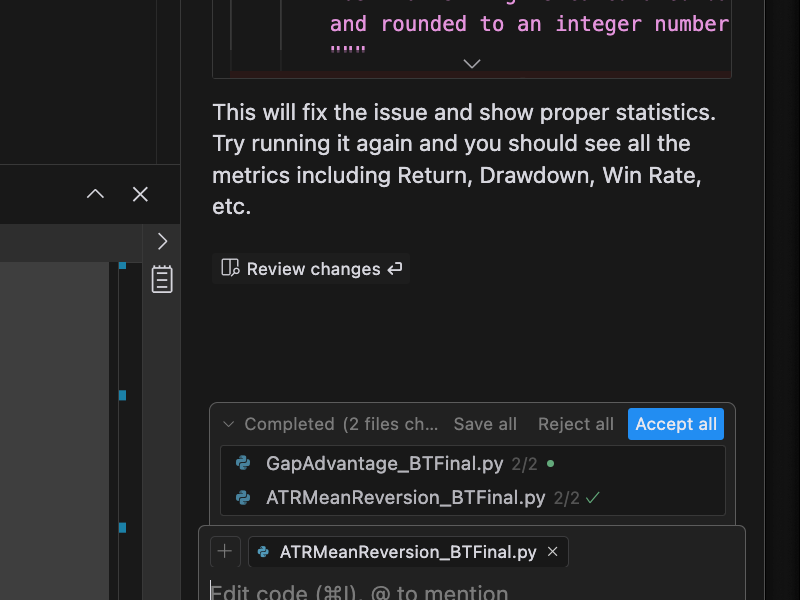 and rounded to an integer number
"""
This will fix the issue and show proper statistics.
Try running it again and you should see all the
metrics including Return, Drawdown, Win Rate,
etc.
Review changes
Completed (2 files ch... Save all Reject all Accept all
GapAdvantage_BTFinal.py 2/2
ATRMeanReversion_BTFinal.py 2/2
ATRMeanReversion_BTFinal.py
Edit code (⌘I), @ to mention